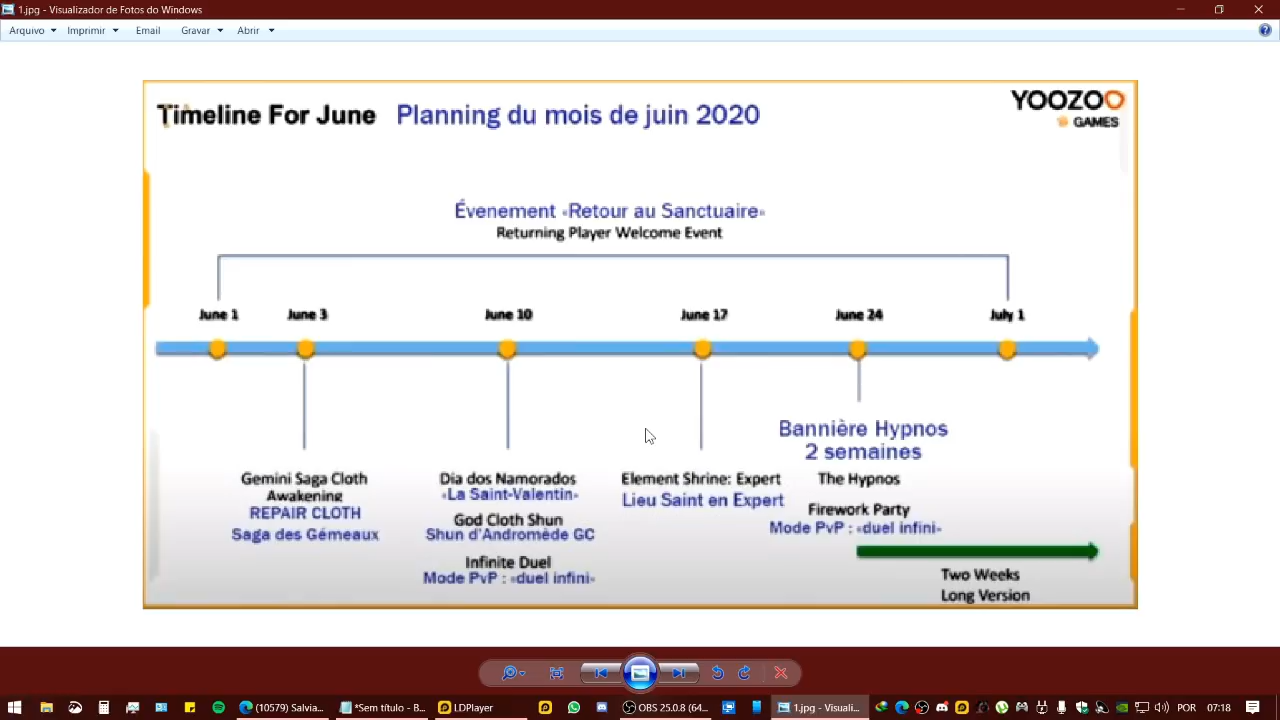 1.jpg - Visualizador de Fotos do Windows
Arquivo Imprimir Email Gravar Abrir
Timeline For June Planning du mois de juin 2020
YOOZOO
GAMES
Évenement «Retour au Sanctuaire»
Returning Player Welcome Event
June 1 June 3 June 10 June 17 June 24 July 1
Gemini Saga Cloth
Awakening
REPAIR CLOTH
Saga des Gémeaux
Dia dos Namorados
«La Saint-Valentin»
God Cloth Shun
Shun d'Andromède GC
Infinite Duel
Mode PvP : «duel infini»
Element Shrine: Expert
Lieu Saint en Expert
Bannière Hypnos
2 semaines
The Hypnos
Firework Party
Mode PvP : «duel infini»
Two Weeks
Long Version
(10579) Salvia... *Sem título - B... LDPlayer OBS 25.0.8 (64... 1.jpg - Visuali... POR 07:18